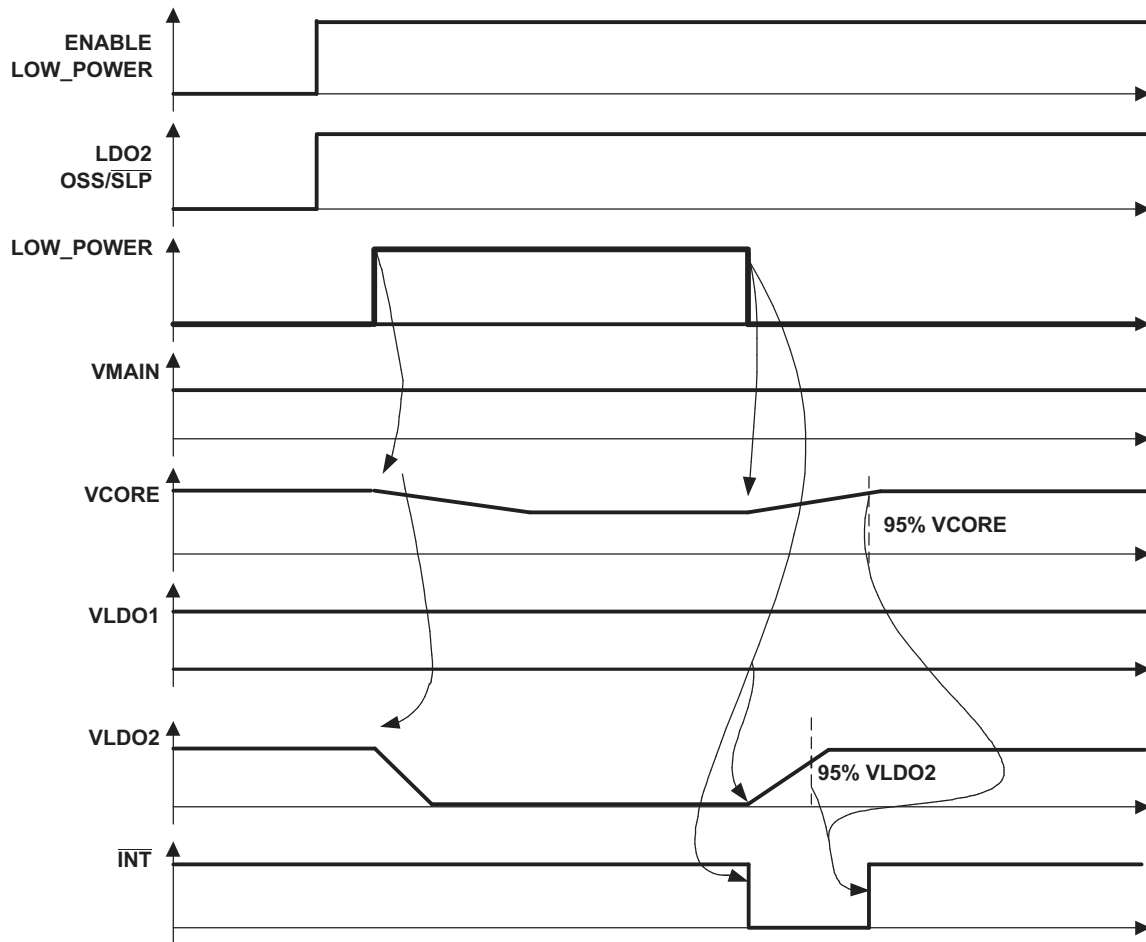 ENABLE
LOW_POWER
LDO2
OSS/SLP
LOW_POWER
VMAIN
VCORE
95% VCORE
VLDO1
VLDO2
95% VLDO2
INT